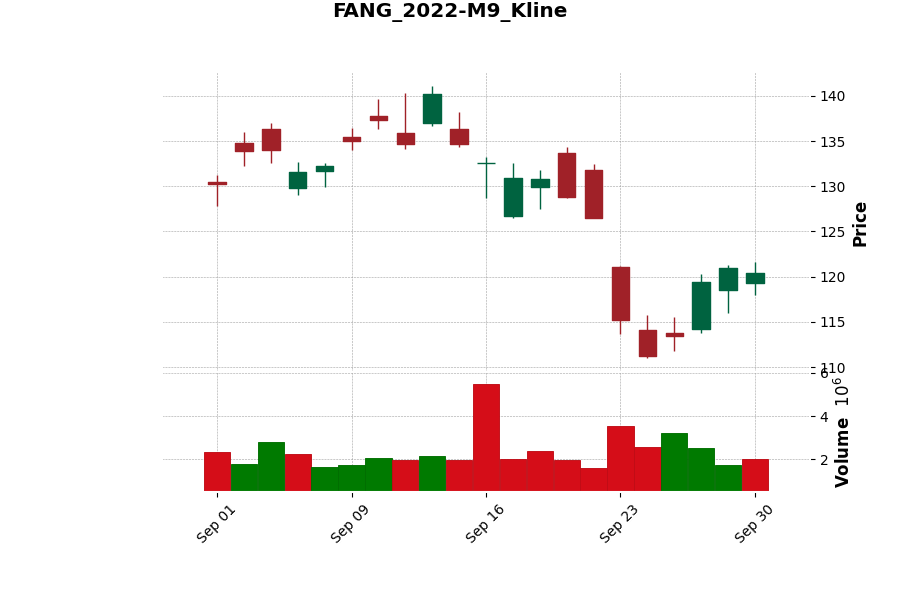 FANG_2022-M9_Kline
140
135
130
125
120
115
110
Price
6
4
2
Volume 10^6
Sep 01
Sep 09
Sep 16
Sep 23
Sep 30